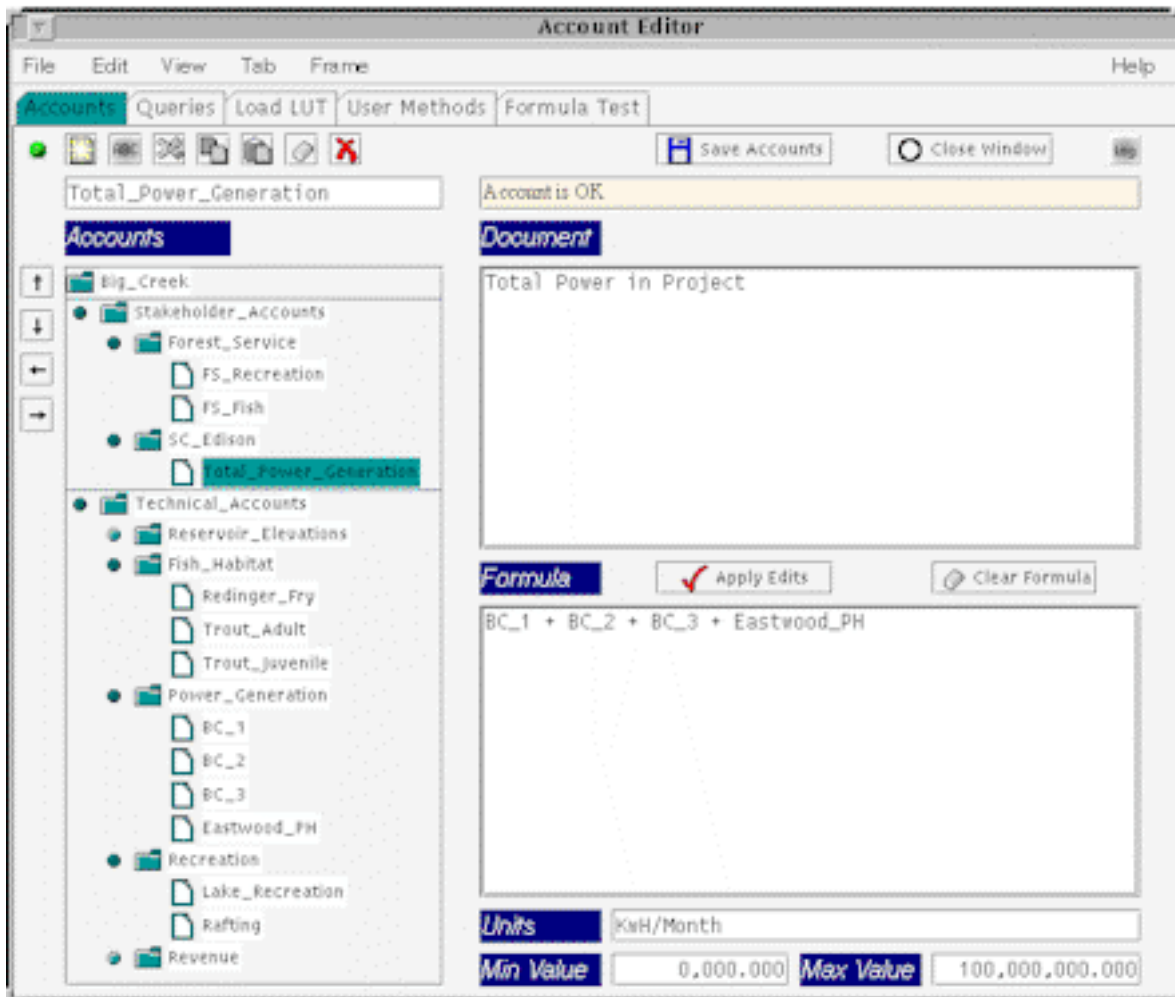 Account Editor
File Edit View Tab Frame Help
Accounts Queries Load LUT User Methods Formula Test
Save Accounts Close Window
Total_Power_Generation Account is OK
Accounts Document
Big_Creek Total Power in Project
Stakeholder_Accounts
Forest_Service
FS_Recreation
FS_Fish
SC_Edison
Total_Power_Generation
Technical_Accounts
Reservoir_Elevations
Fish_Habitat Formula Apply Edits Clear Formula
Redinger_Fry BC_1 + BC_2 + BC_3 + Eastwood_PH
Trout_Adult
Trout_Juvenile
Power_Generation
BC_1
BC_2
BC_3
Eastwood_PH
Recreation
Lake_Recreation
Rafting Units KWH/Month
Revenue Min Value 0,000.000 Max Value 100,000,000.000